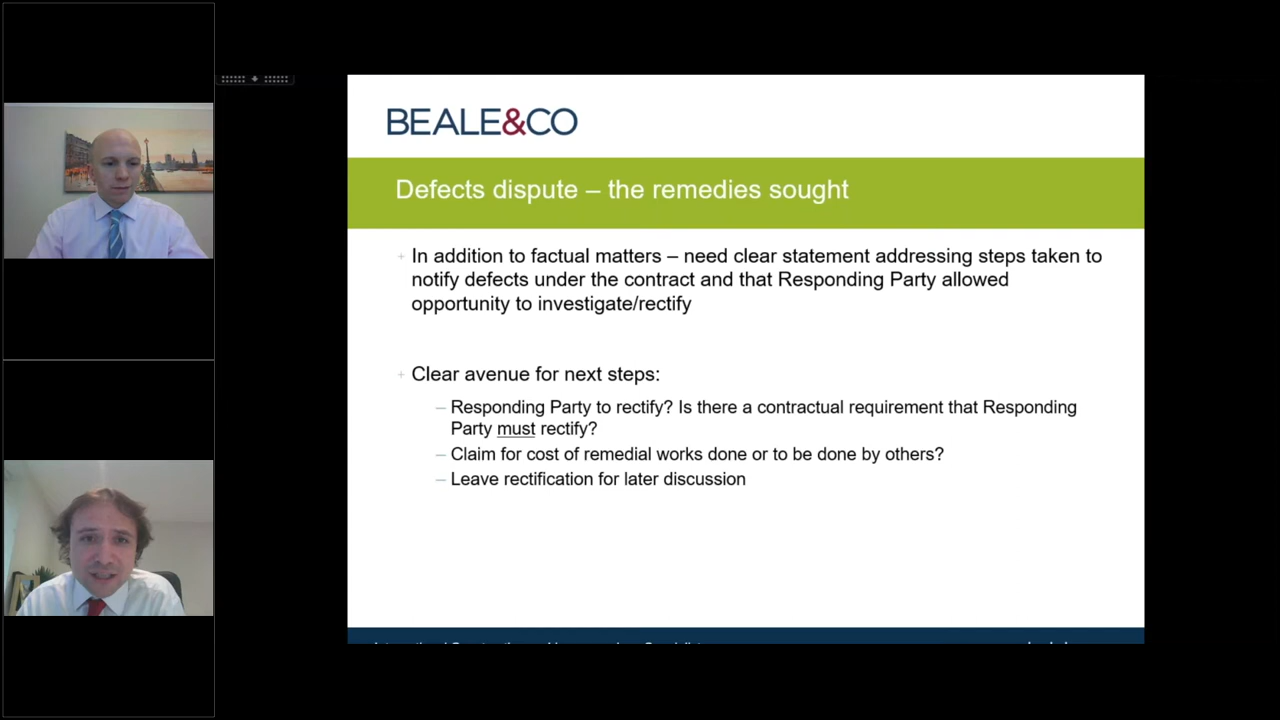 BEALE&CO
Defects dispute – the remedies sought
In addition to factual matters – need clear statement addressing steps taken to
notify defects under the contract and that Responding Party allowed
opportunity to investigate/rectify
Clear avenue for next steps:
– Responding Party to rectify? Is there a contractual requirement that Responding
Party must rectify?
– Claim for cost of remedial works done or to be done by others?
– Leave rectification for later discussion